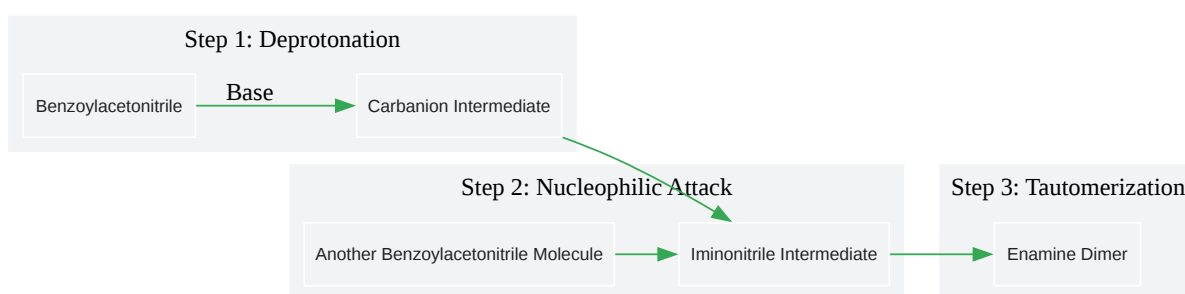 Step 1: Deprotonation
Benzoylacetonitrile
Base
Carbanion Intermediate
Step 2: Nucleophilic Attack
Another Benzoylacetonitrile Molecule
Iminonitrile Intermediate
Step 3: Tautomerization
Enamine Dimer